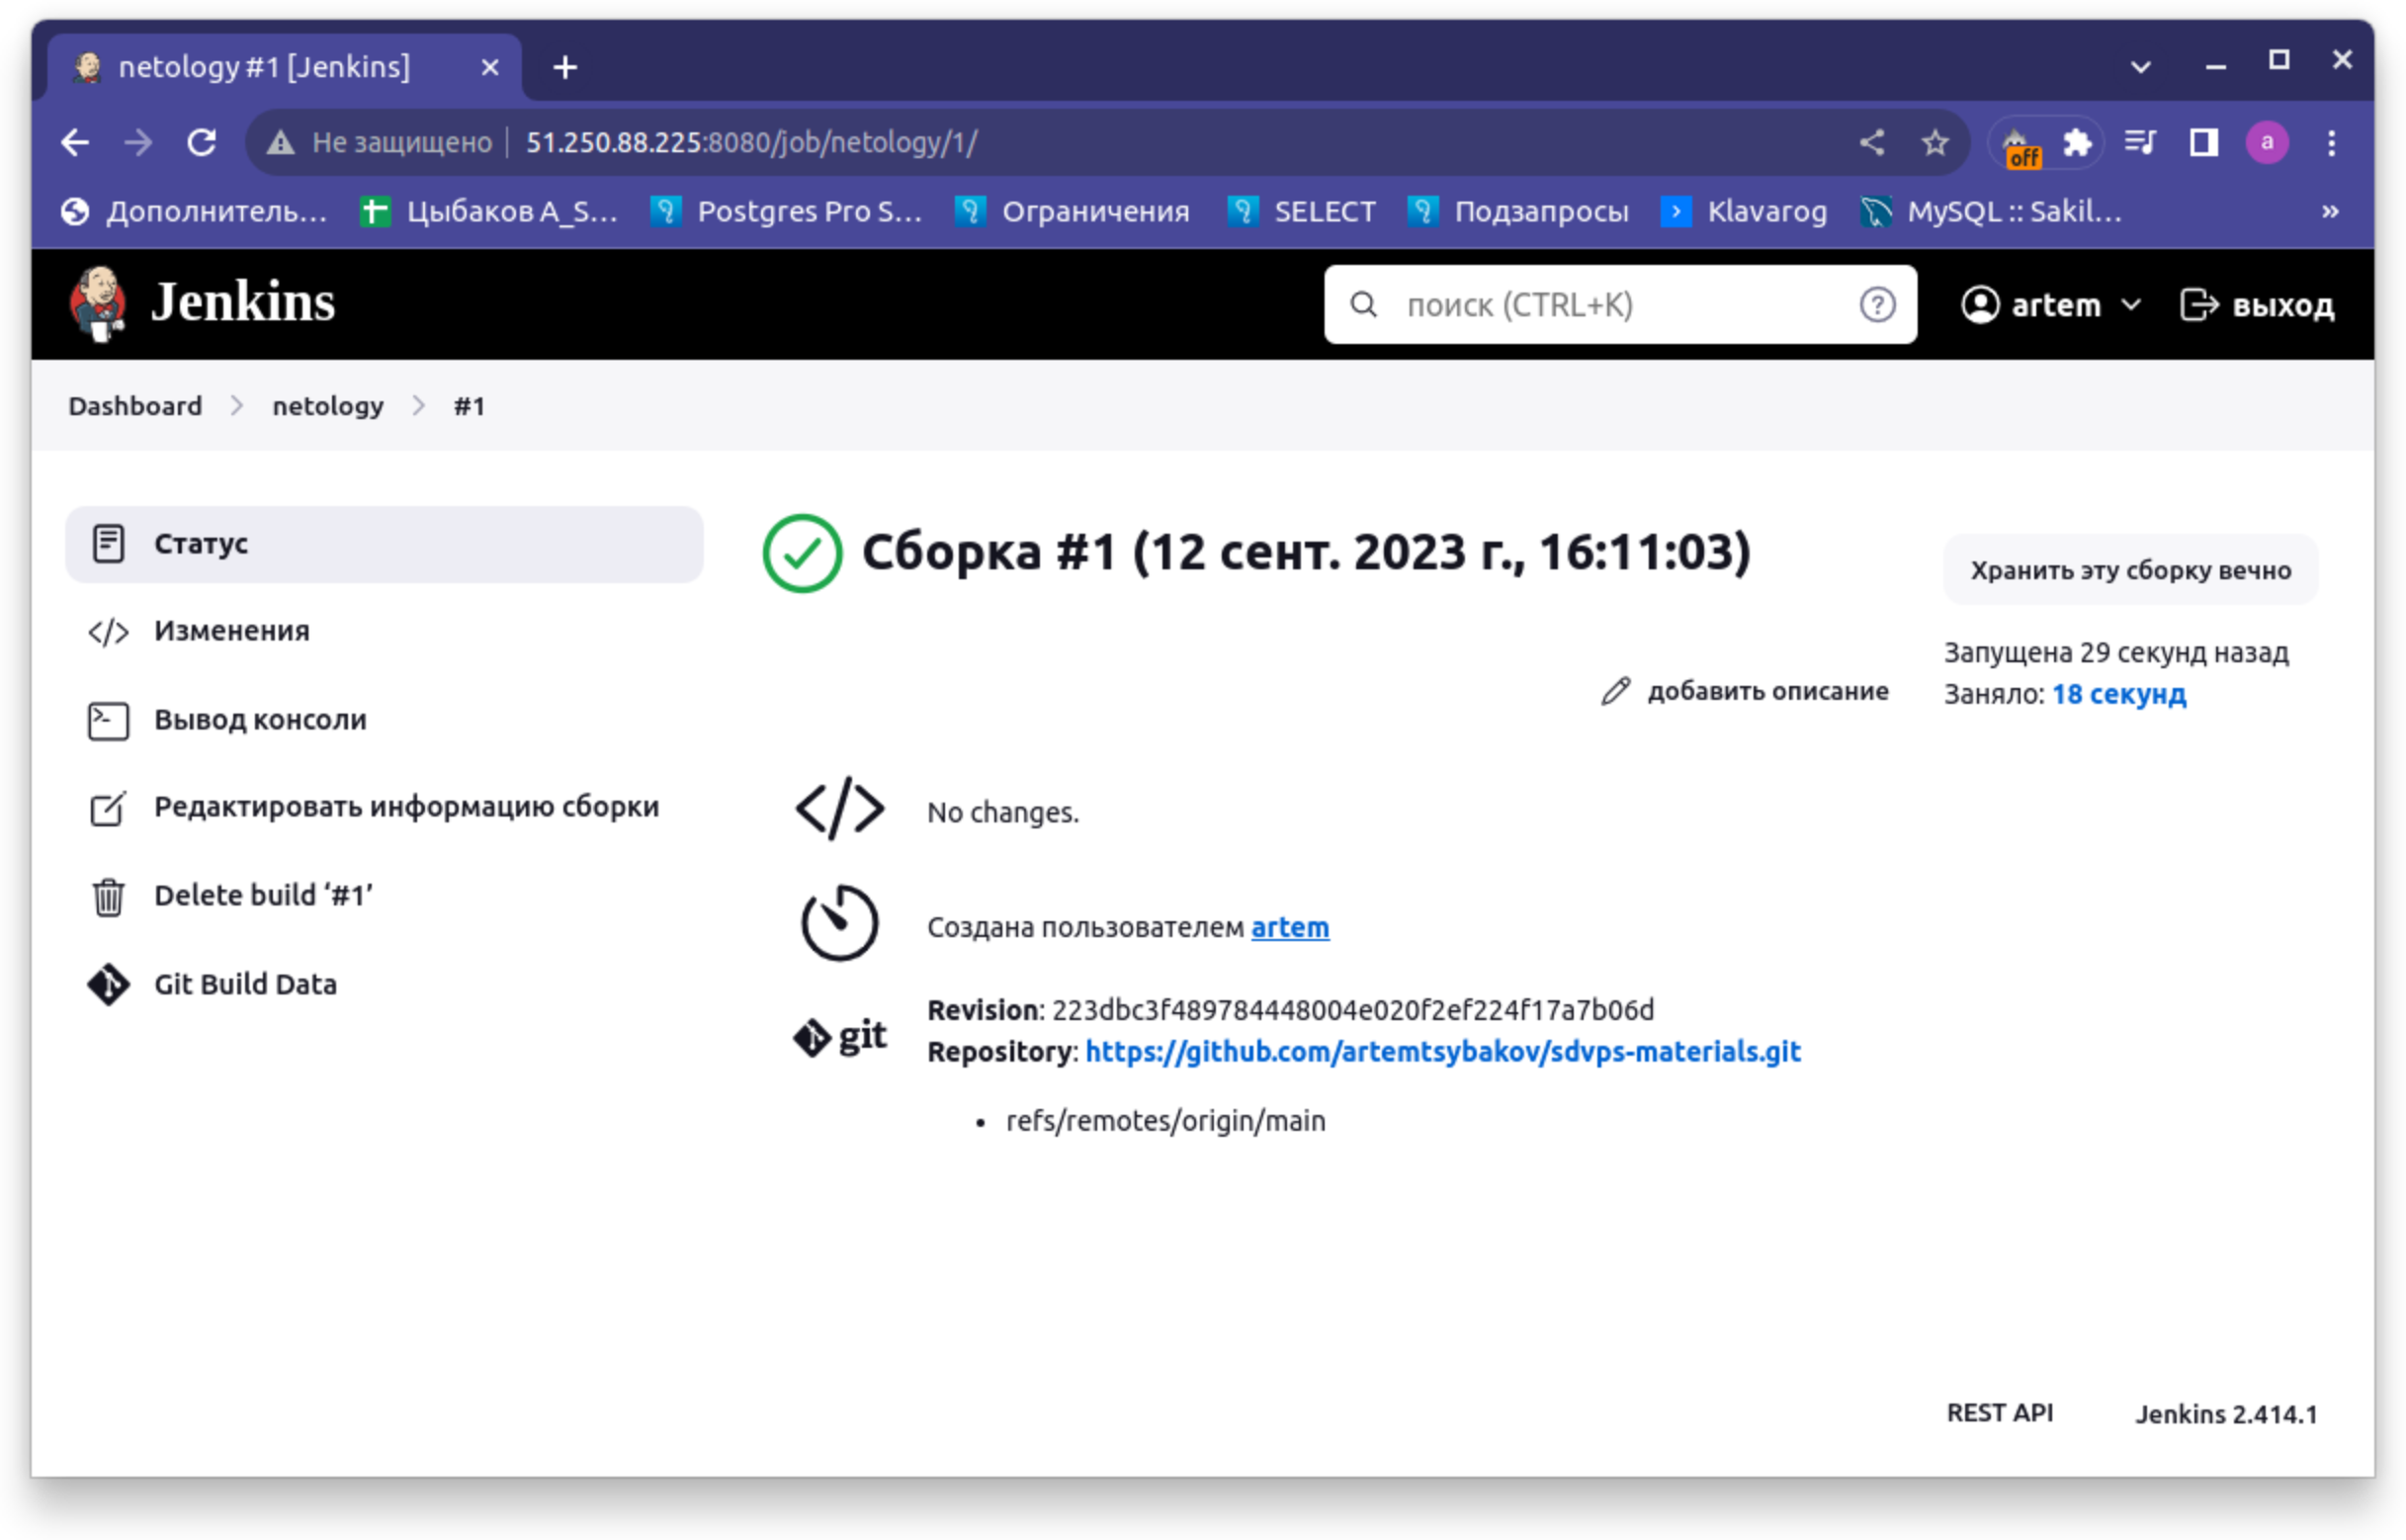 netology #1 [Jenkins]
Не защищено 51.250.88.225:8080/job/netology/1/
off
a
Дополнитель... Цыбаков A_S... Postgres Pro S... Ограничения SELECT Подзапросы Klavarog MySQL :: Sakil... »
Jenkins поиск (CTRL+K) ? artem выход
Dashboard > netology > #1
Статус
Изменения
Вывод консоли
Редактировать информацию сборки
Delete build ‘#1’
Git Build Data
Сборка #1 (12 сент. 2023 г., 16:11:03)
Хранить эту сборку вечно
Запущена 29 секунд назад
Заняло: 18 секунд
добавить описание
No changes.
Создана пользователем artem
git
Revision: 223dbc3f489784448004e020f2ef224f17a7b06d
Repository: https://github.com/artemtsybakov/sdvps-materials.git
• refs/remotes/origin/main
REST API Jenkins 2.414.1